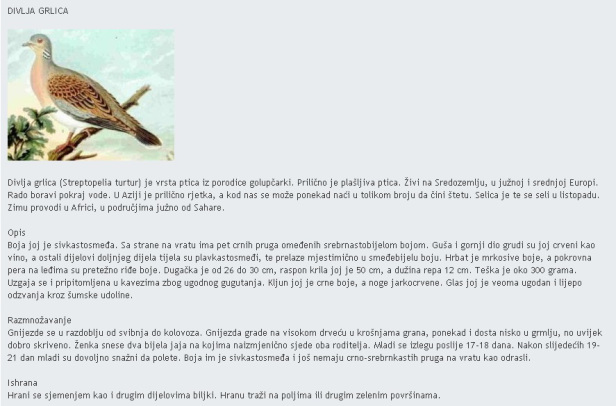 DIVLJA GRLICA
Divlja grlica (Streptopelia turtur) je vrsta ptica iz porodice golupčarki. Prilično je plašljiva ptica. Živi na Sredozemlju, u južnoj i srednjoj Europi.
Rado boravi pokraj vode. U Aziji je prilično rjetka, a kod nas se može ponekad naći u tolikom broju da čini štetu. Selica je te se seli u listopadu.
Zimu provodi u Africi, u područjima južno od Sahare.
Opis
Boja joj je sivkastosmeđa. Sa strane na vratu ima pet crnih pruga omeđenih srebrnastobijelom bojom. Guša i gornji dio grudi su joj crveni kao
vino, a ostali dijelovi doljnjeg dijela tijela su plavkastosmeđi, te prelaze mjestimično u smeđebijelu boju. Hrbat je mrkosive boje, a pokrovna
pera na leđima su pretežno riđe boje. Dugačka je od 26 do 30 cm, raspon krila joj je 50 cm, a dužina repa 12 cm. Teška je oko 300 grama.
Uzgaja se i pripitomljena u kavezima zbog ugodnog gugutanja. Kljun joj je crne boje, a noge jarkocrvene. Glas joj je veoma ugodan i lijepo
odzvanja kroz šumske udoline.
Razmnožavanje
Gnijezde se u razdoblju od svibnja do kolovoza. Gnijezda grade na visokom drveću u krošnjama grana, ponekad i dosta nisko u grmlju, no uvijek
dobro skriveno. Ženka snese dva bijela jaja na kojima naizmjenično sjede oba roditelja. Mladi se izlegu poslije 17-18 dana. Nakon slijedećih 19-
21 dan mladi su dovoljno snažni da polete. Boja im je sivkastosmeđa i još nemaju crno-srebrnkastih pruga na vratu kao odrasli.
Ishrana
Hrani se sjemenjem kao i drugim dijelovima biljki. Hranu traži na poljima ili drugim zelenim površinama.